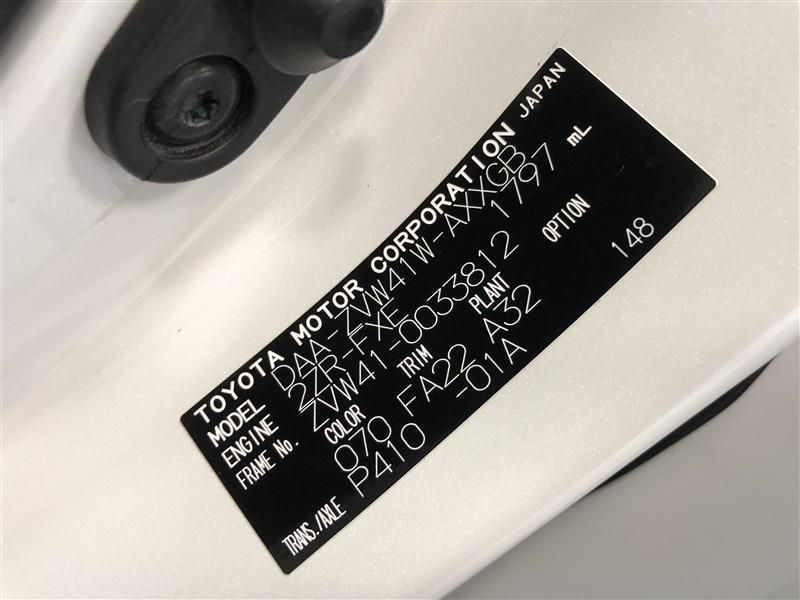 TOYOTA MOTOR CORPORATION JAPAN
MODEL DAA-ZVW41W-AXXGB
ENGINE 2ZR-FXE 1797 mL
FRAME No. ZVW41-0033812
COLOR TRIM PLANT OPTION
070 FA22 A32 148
TRANS./AXLE P410 -01A